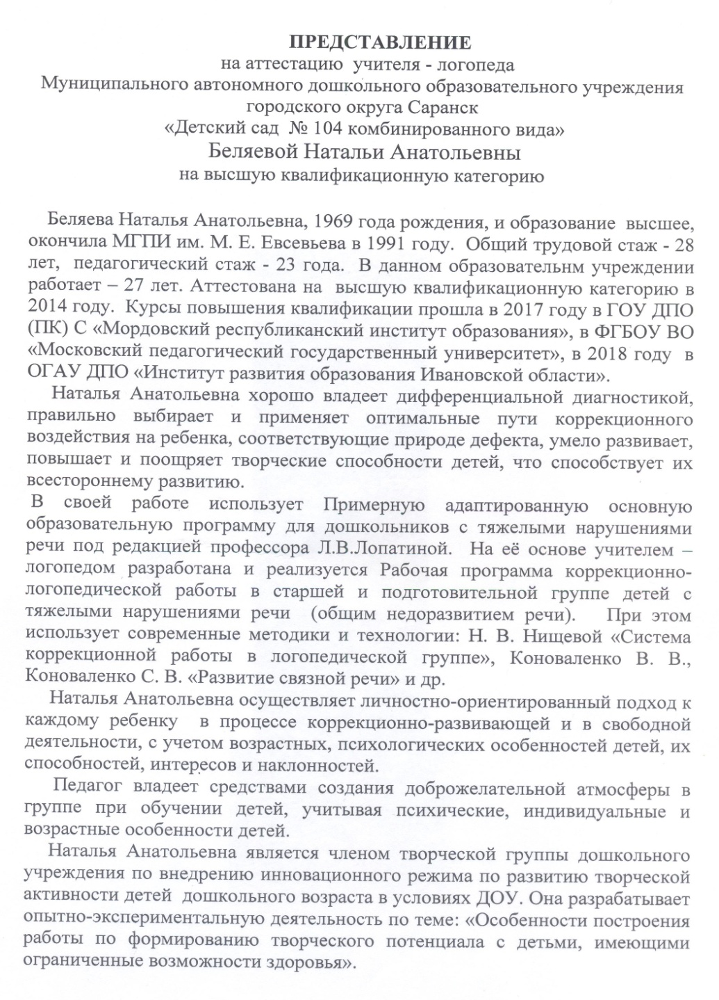 ПРЕДСТАВЛЕНИЕ
на аттестацию учителя - логопеда
Муниципального автономного дошкольного образовательного учреждения
городского округа Саранск
«Детский сад № 104 комбинированного вида»
Беляевой Натальи Анатольевны
на высшую квалификационную категорию
Беляева Наталья Анатольевна, 1969 года рождения, и образование высшее,
окончила МГПИ им. М. Е. Евсевьева в 1991 году. Общий трудовой стаж - 28
лет, педагогический стаж - 23 года. В данном образовательнм учреждении
работает – 27 лет. Аттестована на высшую квалификационную категорию в
2014 году. Курсы повышения квалификации прошла в 2017 году в ГОУ ДПО
(ПК) С «Мордовский республиканский институт образования», в ФГБОУ ВО
«Московский педагогический государственный университет», в 2018 году в
ОГАУ ДПО «Институт развития образования Ивановской области».
Наталья Анатольевна хорошо владеет дифференциальной диагностикой,
правильно выбирает и применяет оптимальные пути коррекционного
воздействия на ребенка, соответствующие природе дефекта, умело развивает,
повышает и поощряет творческие способности детей, что способствует их
всестороннему развитию.
В своей работе использует Примерную адаптированную основную
образовательную программу для дошкольников с тяжелыми нарушениями
речи под редакцией профессора Л.В.Лопатиной. На её основе учителем –
логопедом разработана и реализуется Рабочая программа коррекционно-
логопедической работы в старшей и подготовительной группе детей с
тяжелыми нарушениями речи (общим недоразвитием речи). При этом
использует современные методики и технологии: Н. В. Нищевой «Система
коррекционной работы в логопедической группе», Коноваленко В. В.,
Коноваленко С. В. «Развитие связной речи» и др.
Наталья Анатольевна осуществляет личностно-ориентированный подход к
каждому ребенку в процессе коррекционно-развивающей и в свободной
деятельности, с учетом возрастных, психологических особенностей детей, их
способностей, интересов и наклонностей.
Педагог владеет средствами создания доброжелательной атмосферы в
группе при обучении детей, учитывая психические, индивидуальные и
возрастные особенности детей.
Наталья Анатольевна является членом творческой группы дошкольного
учреждения по внедрению инновационного режима по развитию творческой
активности детей дошкольного возраста в условиях ДОУ. Она разрабатывает
опытно-экспериментальную деятельность по теме: «Особенности построения
работы по формированию творческого потенциала с детьми, имеющими
ограниченные возможности здоровья».